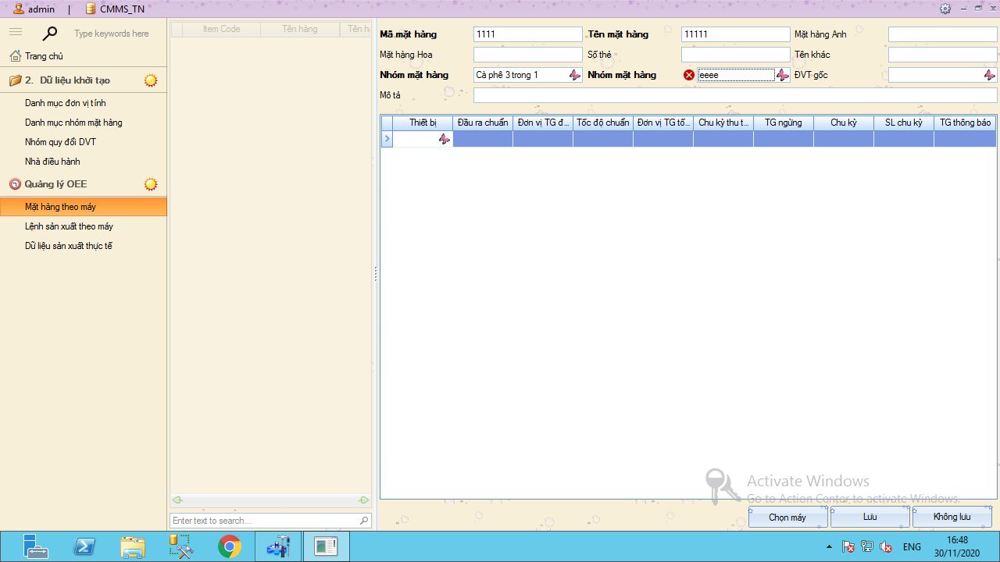 admin | CMMS_TN
Type keywords here
Trang chủ
2. Dữ liệu khởi tạo
Danh mục đơn vị tính
Danh mục nhóm mặt hàng
Nhóm quy đổi DVT
Nhà điều hành
Quảng lý OEE
Mặt hàng theo máy
Lệnh sản xuất theo máy
Dữ liệu sản xuất thực tế
Item Code Tên hàng Tên hà
Enter text to search...
Mã mặt hàng 1111 Tên mặt hàng 11111 Mặt hàng Anh
Mặt hàng Hoa Số thẻ Tên khác
Nhóm mặt hàng Cà phê 3 trong 1 Nhóm mặt hàng eeee ĐVT gốc
Mô tả
Thiết bị Đầu ra chuẩn Đơn vị TG đ... Tốc độ chuẩn Đơn vị TG tố... Chu kỳ thu t... TG ngừng Chu kỳ SL chu kỳ TG thông báo
Activate Windows
Go to Action Center to activate Windows.
Chọn máy Lưu Không lưu
ENG 16:48
30/11/2020